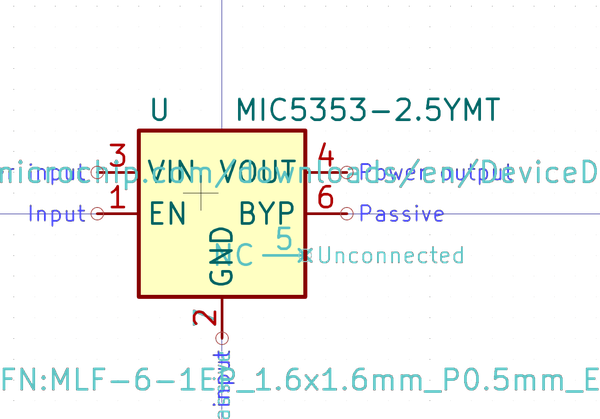 U MIC5353-2.5YMT
input 3 VIN VOUT 4 Power output
microchip.com/downloads/en/DeviceD
Input 1 EN BYP 6 Passive
NC 5 Unconnected
GND
2
input
FN:MLF-6-1EP_1.6x1.6mm_P0.5mm_E